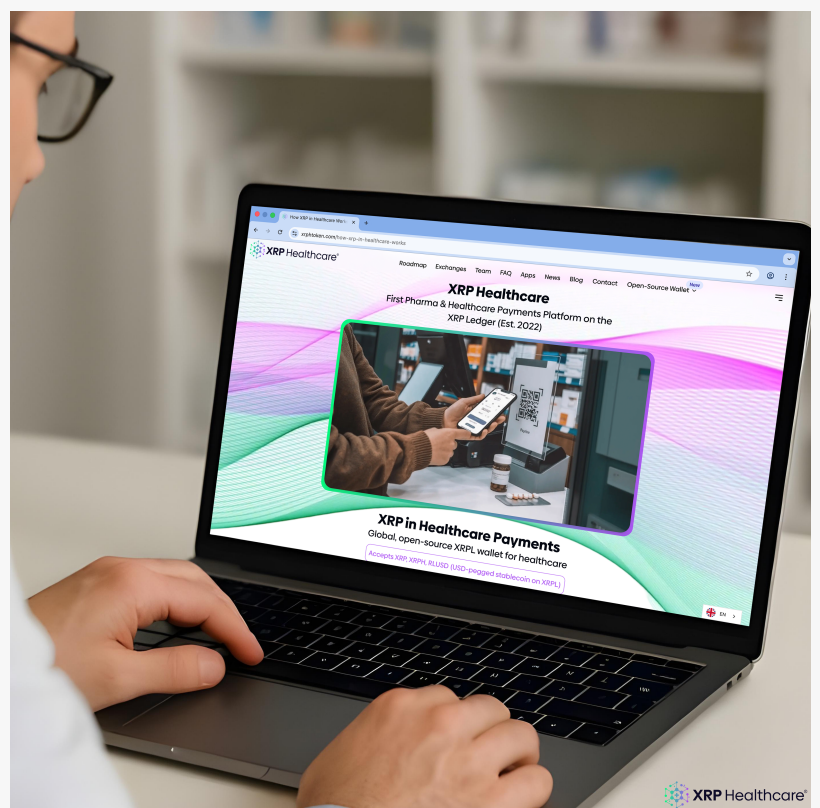 How XRP in Healthcare Wor
xrphtoken.com/how-xrp-in-healthcare-works
XRP Healthcare®
Roadmap Exchanges Team FAQ Apps News Blog Contact Open-Source Wallet New
XRP Healthcare
First Pharma & Healthcare Payments Platform on the
XRP Ledger (Est. 2022)
XRP in Healthcare Payments
Global, open-source XRPL wallet for healthcare
Accepts XRP, XRPH, RLUSD (USD-pegged stablecoin on XRPL)
EN
XRP Healthcare®